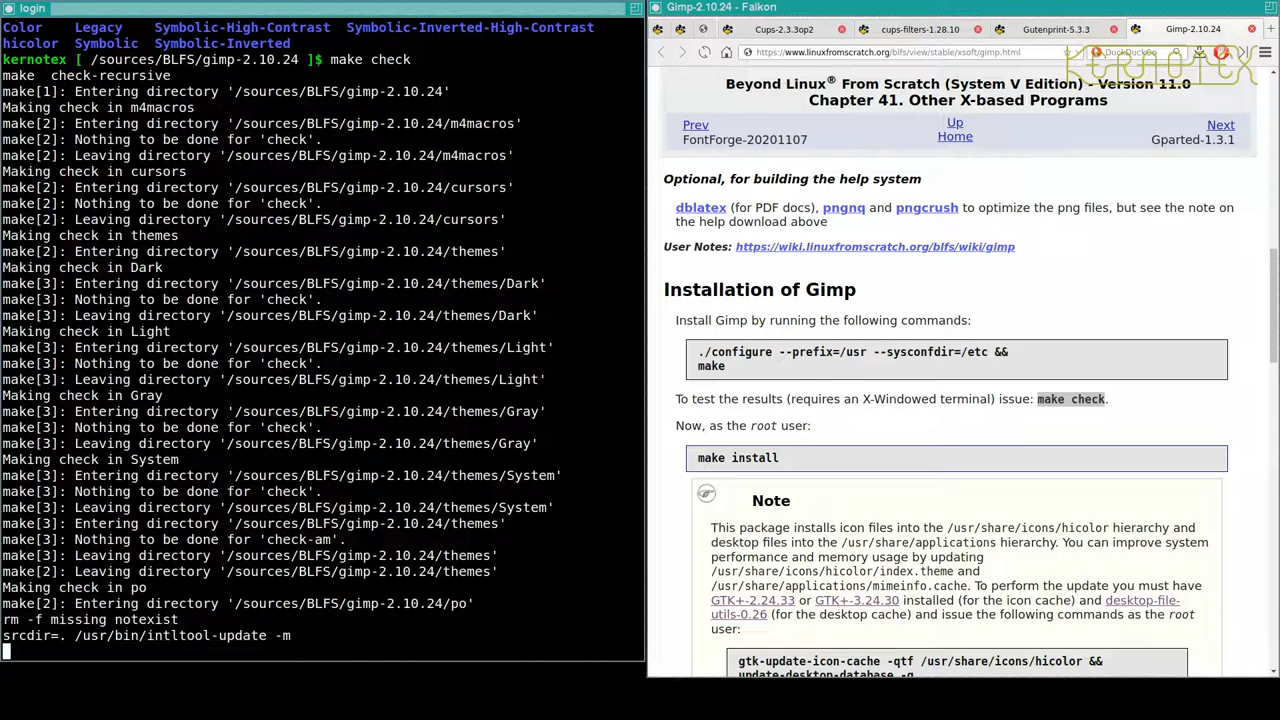 login
Color    Legacy    Symbolic-High-Contrast  Symbolic-Inverted-High-Contrast
hicolor  Symbolic  Symbolic-Inverted
kernotex [ /sources/BLFS/gimp-2.10.24 ]$ make check
make  check-recursive
make[1]: Entering directory '/sources/BLFS/gimp-2.10.24'
Making check in m4macros
make[2]: Entering directory '/sources/BLFS/gimp-2.10.24/m4macros'
make[2]: Nothing to be done for 'check'.
make[2]: Leaving directory '/sources/BLFS/gimp-2.10.24/m4macros'
Making check in cursors
make[2]: Entering directory '/sources/BLFS/gimp-2.10.24/cursors'
make[2]: Nothing to be done for 'check'.
make[2]: Leaving directory '/sources/BLFS/gimp-2.10.24/cursors'
Making check in themes
make[2]: Entering directory '/sources/BLFS/gimp-2.10.24/themes'
Making check in Dark
make[3]: Entering directory '/sources/BLFS/gimp-2.10.24/themes/Dark'
make[3]: Nothing to be done for 'check'.
make[3]: Leaving directory '/sources/BLFS/gimp-2.10.24/themes/Dark'
Making check in Light
make[3]: Entering directory '/sources/BLFS/gimp-2.10.24/themes/Light'
make[3]: Nothing to be done for 'check'.
make[3]: Leaving directory '/sources/BLFS/gimp-2.10.24/themes/Light'
Making check in Gray
make[3]: Entering directory '/sources/BLFS/gimp-2.10.24/themes/Gray'
make[3]: Nothing to be done for 'check'.
make[3]: Leaving directory '/sources/BLFS/gimp-2.10.24/themes/Gray'
Making check in System
make[3]: Entering directory '/sources/BLFS/gimp-2.10.24/themes/System'
make[3]: Nothing to be done for 'check'.
make[3]: Leaving directory '/sources/BLFS/gimp-2.10.24/themes/System'
make[3]: Entering directory '/sources/BLFS/gimp-2.10.24/themes'
make[3]: Nothing to be done for 'check-am'.
make[3]: Leaving directory '/sources/BLFS/gimp-2.10.24/themes'
make[2]: Leaving directory '/sources/BLFS/gimp-2.10.24/themes'
Making check in po
make[2]: Entering directory '/sources/BLFS/gimp-2.10.24/po'
rm -f missing notexist
srcdir=. /usr/bin/intltool-update -m
Gimp-2.10.24 - Falkon
Cups-2.3.3op2
cups-filters-1.28.10
Gutenprint-5.3.3
Gimp-2.10.24
https://www.linuxfromscratch.org/blfs/view/stable/xsoft/gimp.html
DuckDuckGo
KERNOTEX
Beyond Linux® From Scratch (System V Edition) - Version 11.0
Chapter 41. Other X-based Programs
Prev
Up
Next
FontForge-20201107
Home
Gparted-1.3.1
Optional, for building the help system
dblatex (for PDF docs), pngnq and pngcrush to optimize the png files, but see the note on
the help download above
User Notes: https://wiki.linuxfromscratch.org/blfs/wiki/gimp
Installation of Gimp
Install Gimp by running the following commands:
./configure --prefix=/usr --sysconfdir=/etc &&
make
To test the results (requires an X-Windowed terminal) issue: make check.
Now, as the root user:
make install
Note
This package installs icon files into the /usr/share/icons/hicolor hierarchy and
desktop files into the /usr/share/applications hierarchy. You can improve system
performance and memory usage by updating
/usr/share/icons/hicolor/index.theme and
/usr/share/applications/mimeinfo.cache. To perform the update you must have
GTK+-2.24.33 or GTK+-3.24.30 installed (for the icon cache) and desktop-file-
utils-0.26 (for the desktop cache) and issue the following commands as the root
user:
gtk-update-icon-cache -qtf /usr/share/icons/hicolor &&
update-desktop-database -q